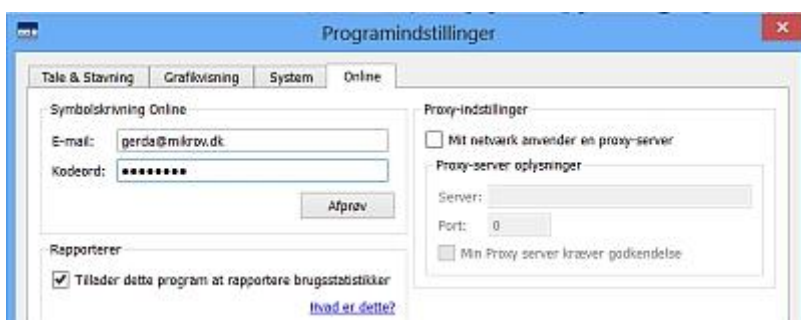 Programindstillinger
Tale & Stavning Grafikvisning System Online
Symbolskrivning Online
E-mail: gerda@mikrov.dk
Kodeord: ●●●●●●●●
Afprøv
Rapporterer
Tillader dette program at rapportere brugsstatistikker
Hvad er dette?
Proxy-indstillinger
Mit netværk anvender en proxy-server
Proxy-server oplysninger
Server:
Port: 0
Min Proxy server kræver godkendelse